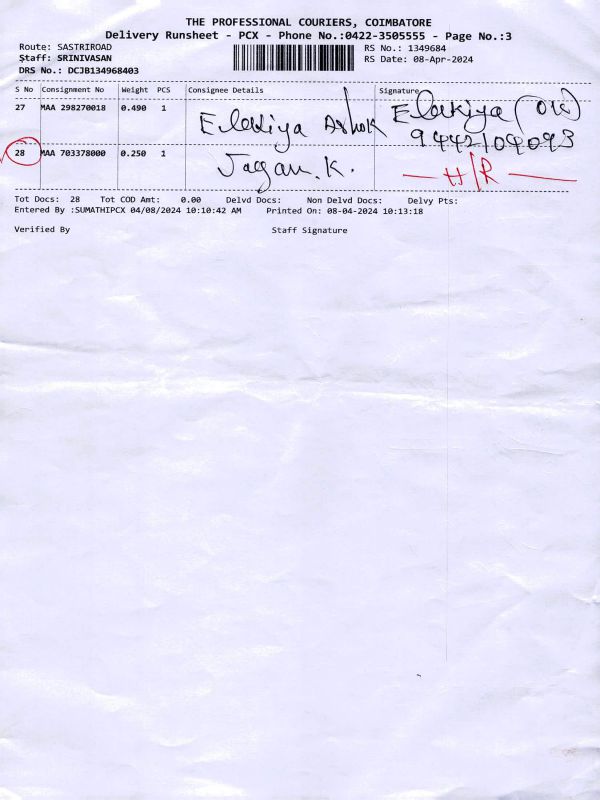 THE PROFESSIONAL COURIERS, COIMBATORE
Delivery Runsheet - PCX - Phone No.:0422-3505555 - Page No.:3
Route: SASTRIROAD RS No.: 1349684
Staff: SRINIVASAN RS Date: 08-Apr-2024
DRS No.: DCJB134968403
S No Consignment No Weight PCS Consignee Details Signature
27 MAA 298270018 0.490 1 Elakiya Ashok Elakiya
9442104093
28 MAA 703378000 0.250 1 Jagan.K. H/R
Tot Docs: 28 Tot COD Amt: 0.00 Delvd Docs: Non Delvd Docs: Delvy Pts:
Entered By :SUMATHIPCX 04/08/2024 10:10:42 AM Printed On: 08-04-2024 10:13:18
Verified By Staff Signature